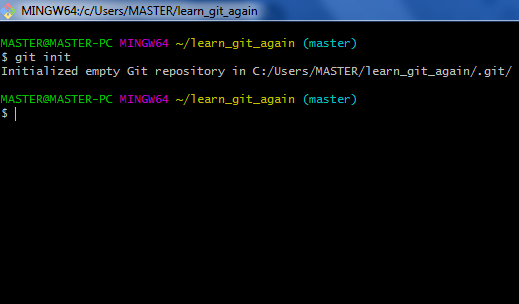 MINGW64:/c/Users/MASTER/learn_git_again
MASTER@MASTER-PC MINGW64 ~/learn_git_again (master)
$ git init
Initialized empty Git repository in C:/Users/MASTER/learn_git_again/.git/
MASTER@MASTER-PC MINGW64 ~/learn_git_again (master)
$